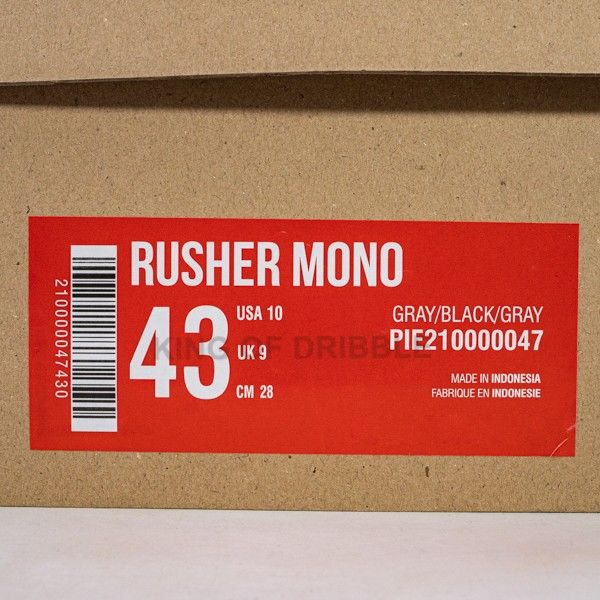 2100000047430
RUSHER MONO
43
USA 10
UK 9
CM 28
GRAY/BLACK/GRAY
PIE210000047
MADE IN INDONESIA
FABRIQUE EN INDONESIE
KING OF DRIBBLE